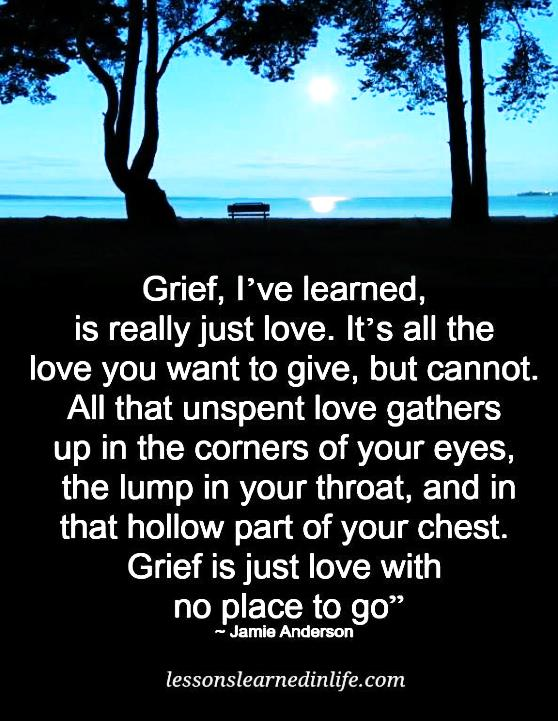 Grief, I’ve learned,
is really just love. It’s all the
love you want to give, but cannot.
All that unspent love gathers
up in the corners of your eyes,
the lump in your throat, and in
that hollow part of your chest.
Grief is just love with
no place to go”
~ Jamie Anderson
lessonslearnedinlife.com